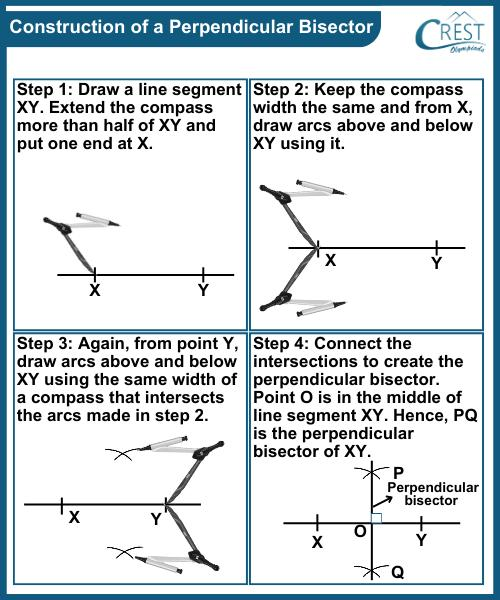 Construction of a Perpendicular Bisector
CREST
Olympiads
Step 1: Draw a line segment
XY. Extend the compass
more than half of XY and
put one end at X.
X
Y
Step 2: Keep the compass
width the same and from X,
draw arcs above and below
XY using it.
X
Y
Step 3: Again, from point Y,
draw arcs above and below
XY using the same width of
a compass that intersects
the arcs made in step 2.
X
Y
Step 4: Connect the
intersections to create the
perpendicular bisector.
Point O is in the middle of
line segment XY. Hence, PQ
is the perpendicular
bisector of XY.
P
Perpendicular
bisector
O
X
Y
Q